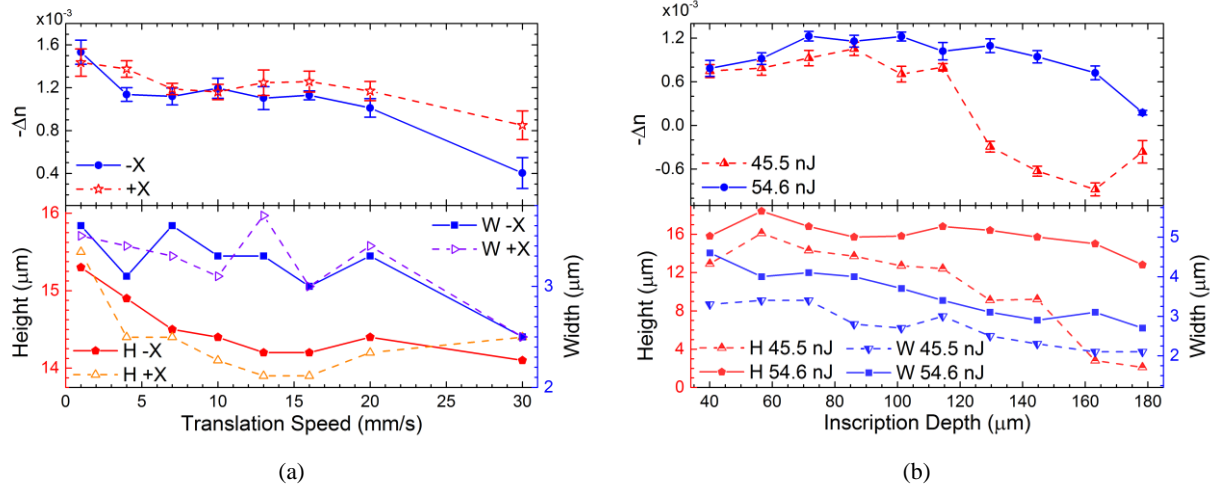 ×10⁻³
1.6
1.2
0.8
0.4
-Δn
-X
+X
16
15
14
Height (μm)
W -X
W +X
H -X
H +X
3
2
Width (μm)
0 5 10 15 20 25 30
Translation Speed (mm/s)
(a)
×10⁻³
1.2
0.6
0.0
-0.6
-Δn
45.5 nJ
54.6 nJ
16
12
8
4
0
Height (μm)
H 45.5 nJ W 45.5 nJ
H 54.6 nJ W 54.6 nJ
5
4
3
2
Width (μm)
40 60 80 100 120 140 160 180
Inscription Depth (μm)
(b)